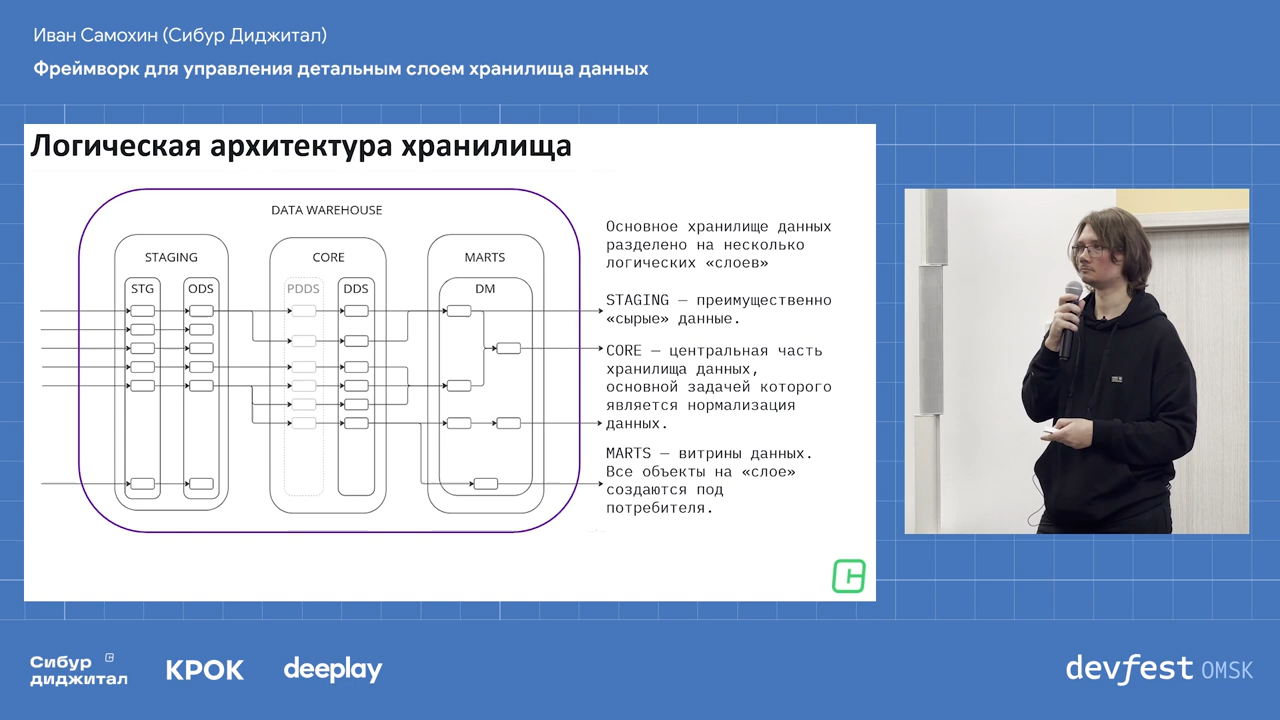 Иван Самохин (Сибур Диджитал)
Фреймворк для управления детальным слоем хранилища данных
Логическая архитектура хранилища
DATA WAREHOUSE
STAGING
CORE
MARTS
STG
ODS
PDDS
DDS
DM
Основное хранилище данных
разделено на несколько
логических «слоев»
STAGING – преимущественно
«сырые» данные.
CORE – центральная часть
хранилища данных,
основной задачей которого
является нормализация
данных.
MARTS – витрины данных.
Все объекты на «слое»
создаются под
потребителя.
Сибур
диджитал
КРОК
deeplay
devfest OMSK